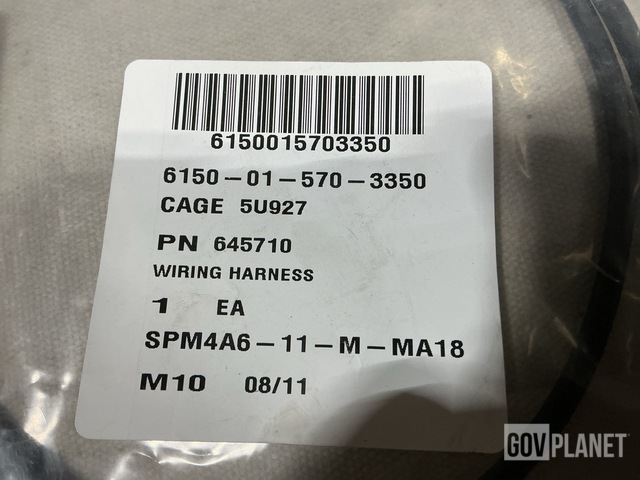 6150015703350
6150-01-570-3350
CAGE 5U927
PN 645710
WIRING HARNESS
1 EA
SPM4A6-11-M-MA18
M10 08/11
GOVPLANET